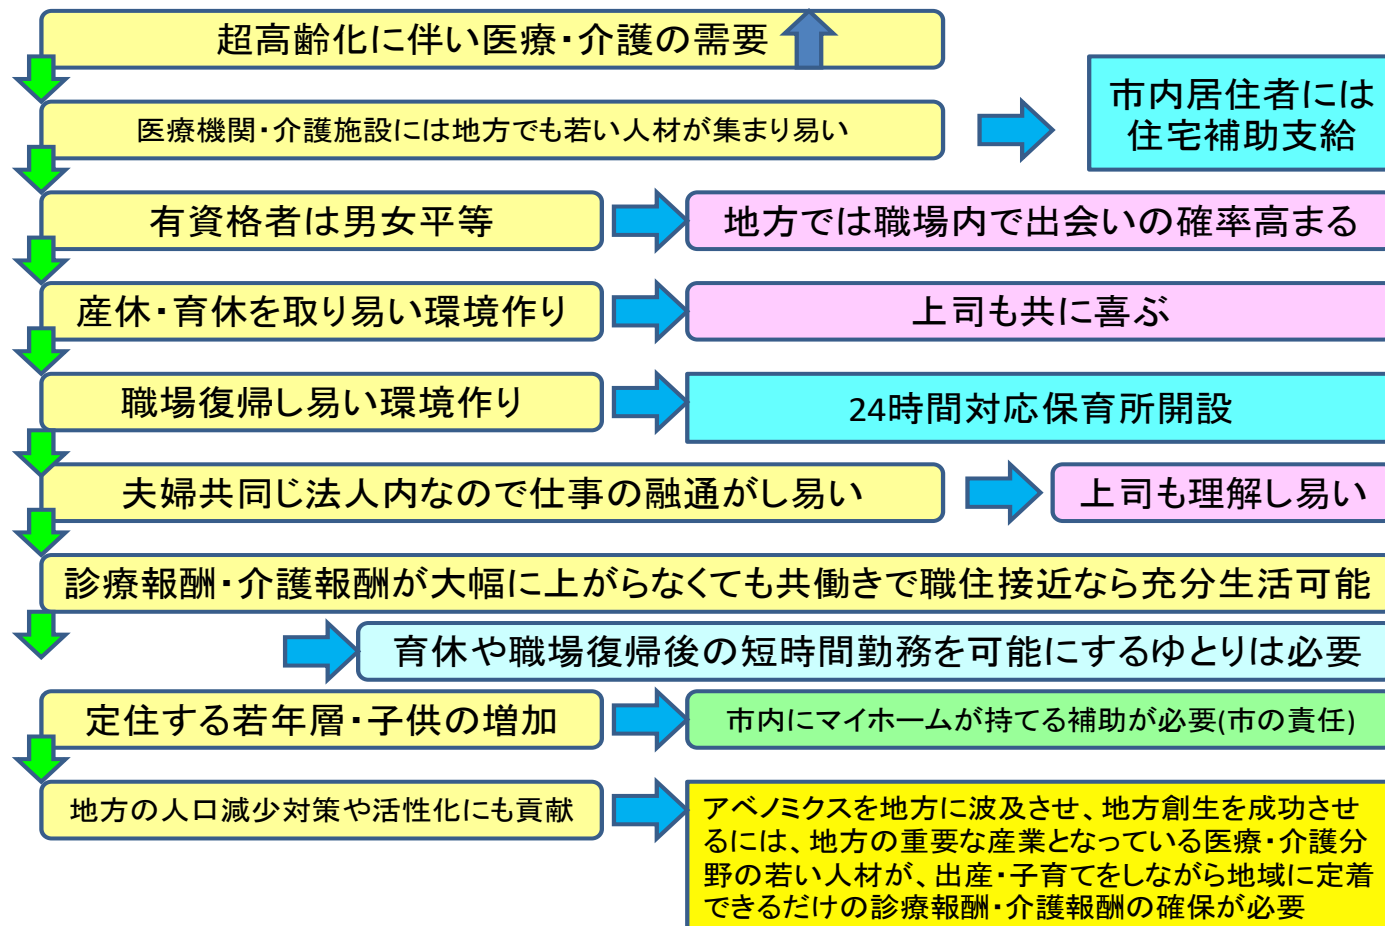 超高齢化に伴い医療・介護の需要
医療機関・介護施設には地方でも若い人材が集まり易い
市内居住者には
住宅補助支給
有資格者は男女平等
地方では職場内で出会いの確率高まる
産休・育休を取り易い環境作り
上司も共に喜ぶ
職場復帰し易い環境作り
24時間対応保育所開設
夫婦共同じ法人内なので仕事の融通がし易い
上司も理解し易い
診療報酬・介護報酬が大幅に上がらなくても共働きで職住接近なら充分生活可能
育休や職場復帰後の短時間勤務を可能にするゆとりは必要
定住する若年層・子供の増加
市内にマイホームが持てる補助が必要(市の責任)
地方の人口減少対策や活性化にも貢献
アベノミクスを地方に波及させ、地方創生を成功させ
るには、地方の重要な産業となっている医療・介護分
野の若い人材が、出産・子育てをしながら地域に定着
できるだけの診療報酬・介護報酬の確保が必要